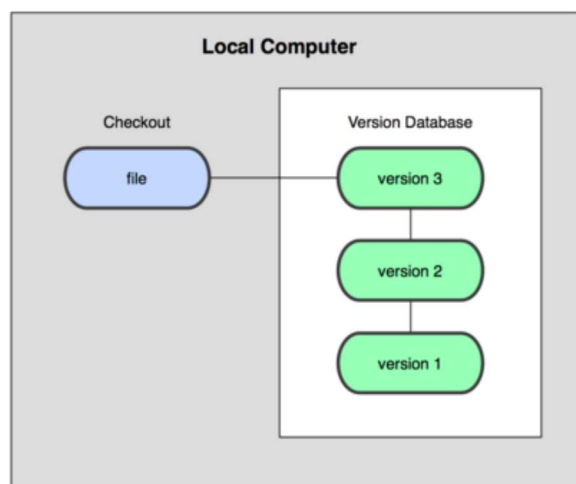 Local Computer
Checkout
Version Database
file
version 3
version 2
version 1